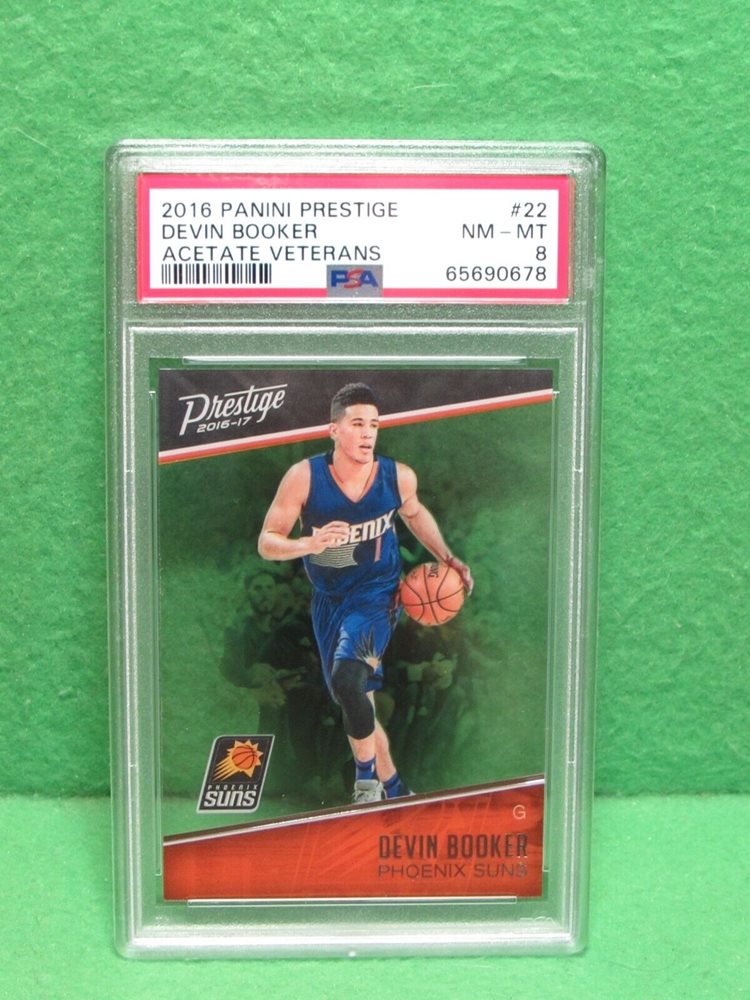 2016 PANINI PRESTIGE #22
DEVIN BOOKER NM - MT
ACETATE VETERANS 8
PSA 65690678
Prestige
2016-17
PHOENIX
1
PHOENIX
SUNS
G
DEVIN BOOKER
PHOENIX SUNS